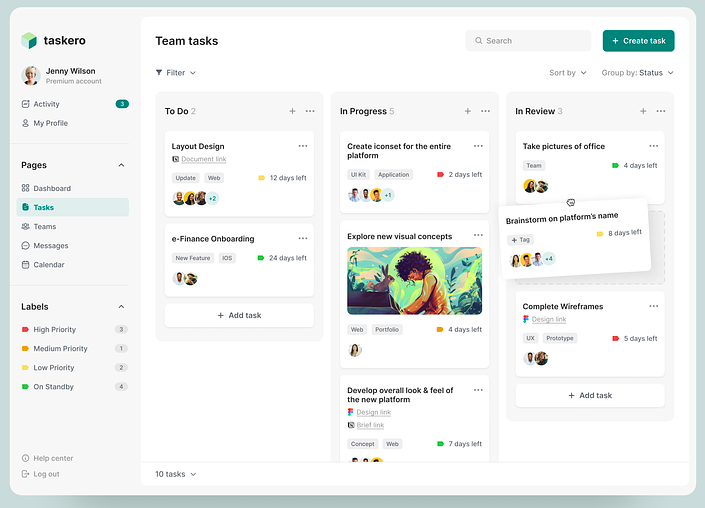 taskero
Jenny Wilson
Premium account
Activity
3
My Profile
Pages
Dashboard
Tasks
Teams
Messages
Calendar
Labels
High Priority 3
Medium Priority 1
Low Priority 2
On Standby 4
Help center
Log out
Team tasks
Search
+ Create task
Filter
Sort by
Group by: Status
To Do 2
Layout Design
Document link
Update
Web
12 days left
+2
e-Finance Onboarding
New Feature
IOS
24 days left
+ Add task
In Progress 5
Create iconset for the entire
platform
UI Kit
Application
2 days left
+1
Explore new visual concepts
Web
Portfolio
4 days left
Develop overall look & feel of
the new platform
Design link
Brief link
Concept
Web
7 days left
In Review 3
Take pictures of office
Team
4 days left
Brainstorm on platform's name
+ Tag
8 days left
+4
Complete Wireframes
Design link
UX
Prototype
5 days left
+ Add task
10 tasks